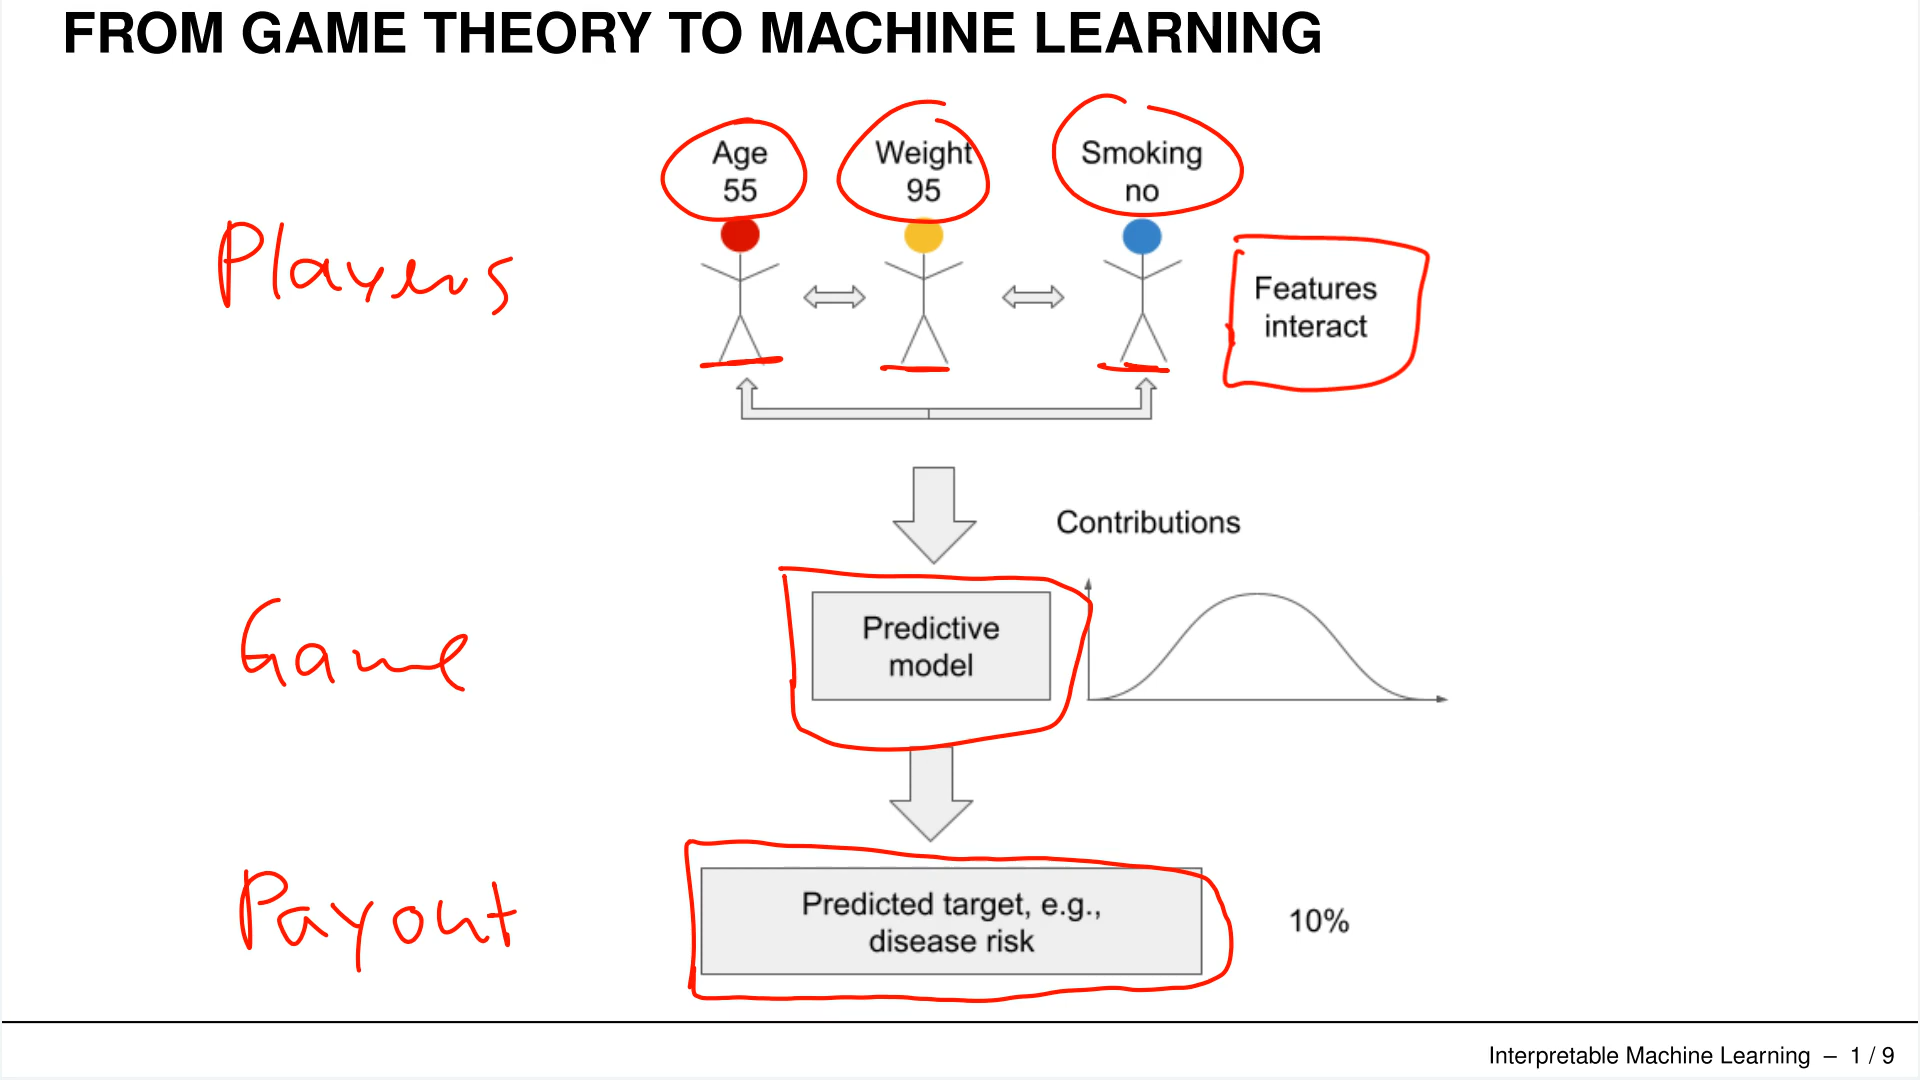 FROM GAME THEORY TO MACHINE LEARNING
Age
55
Weight
95
Smoking
no
Players
Features
interact
Contributions
Game
Predictive
model
Payout
Predicted target, e.g.,
disease risk
10%
Interpretable Machine Learning – 1 / 9